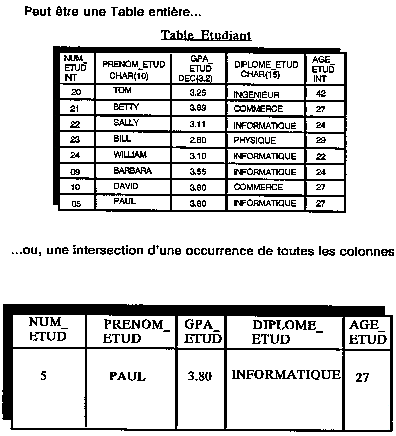 Peut être une Table entière...
Table Etudiant
NUM_ PRENOM_ETUD GPA_ DIPLOME_ETUD AGE_
ETUD CHAR(10) ETUD CHAR(15) ETUD
INT DEC(3.2) INT
20 TOM 3.25 INGENIEUR 42
21 BETTY 3.89 COMMERCE 27
22 SALLY 3.11 INFORMATIQUE 24
23 BILL 2.80 PHYSIQUE 29
24 WILLIAM 3.10 INFORMATIQUE 22
09 BARBARA 3.55 INFORMATIQUE 24
10 DAVID 3.80 COMMERCE 27
05 PAUL 3.80 INFORMATIQUE 27
...ou, une intersection d'une occurrence de toutes les colonnes
NUM_ PRENOM_ GPA_ DIPLOME_ AGE_
ETUD ETUD ETUD ETUD ETUD
5 PAUL 3.80 INFORMATIQUE 27